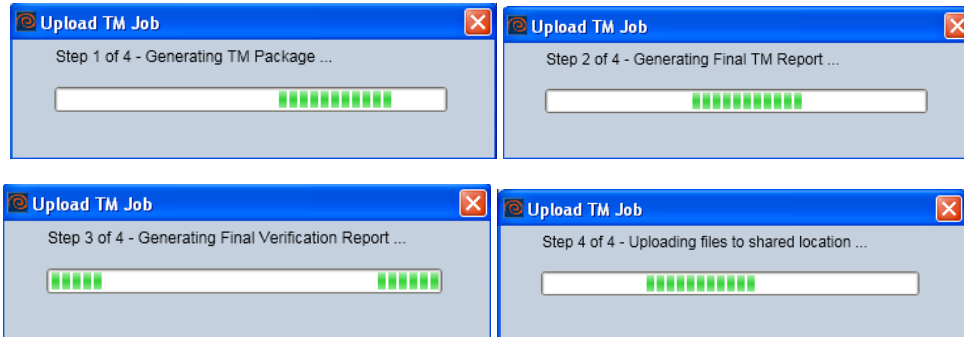 Upload TM Job
Step 1 of 4 - Generating TM Package ...
Upload TM Job
Step 2 of 4 - Generating Final TM Report ...
Upload TM Job
Step 3 of 4 - Generating Final Verification Report ...
Upload TM Job
Step 4 of 4 - Uploading files to shared location ...